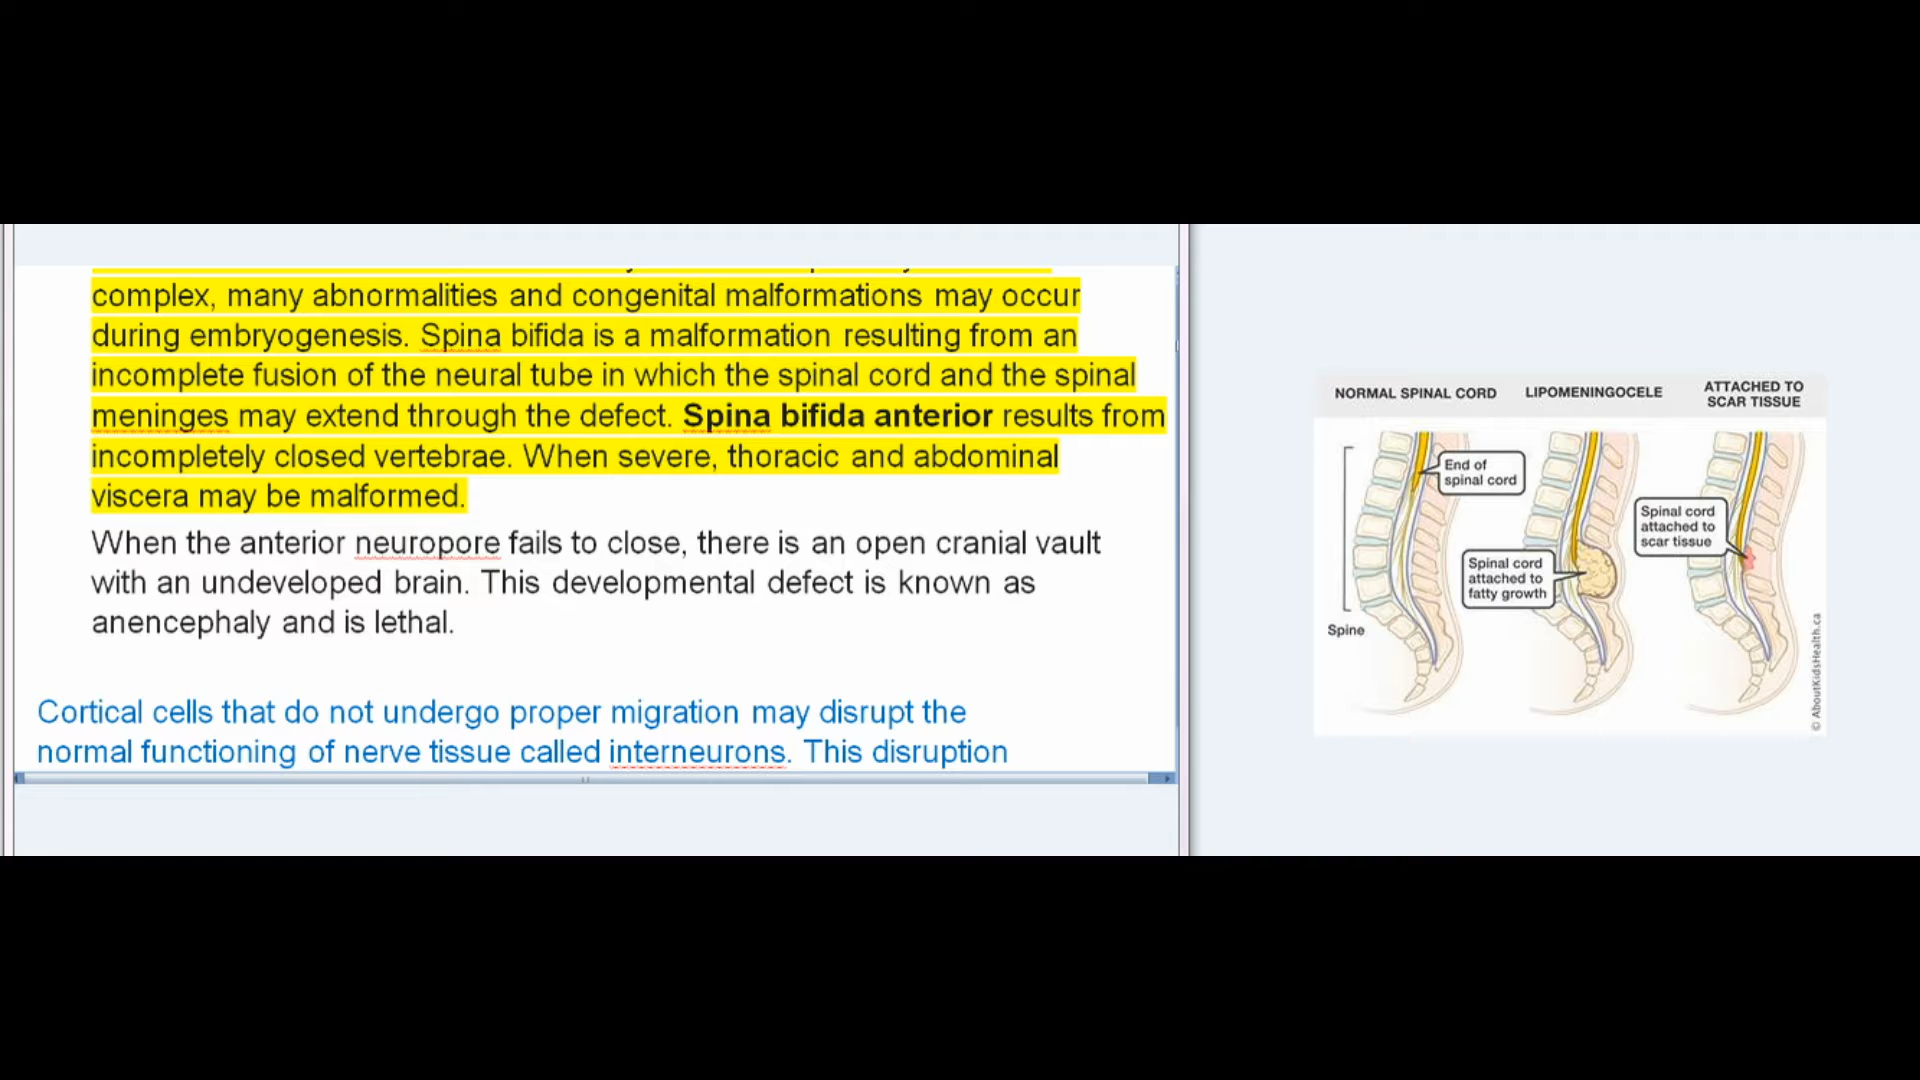 complex, many abnormalities and congenital malformations may occur
during embryogenesis. Spina bifida is a malformation resulting from an
incomplete fusion of the neural tube in which the spinal cord and the spinal
meninges may extend through the defect. Spina bifida anterior results from
incompletely closed vertebrae. When severe, thoracic and abdominal
viscera may be malformed.
When the anterior neuropore fails to close, there is an open cranial vault
with an undeveloped brain. This developmental defect is known as
anencephaly and is lethal.
Cortical cells that do not undergo proper migration may disrupt the
normal functioning of nerve tissue called interneurons. This disruption
NORMAL SPINAL CORD
LIPOMENINGOCELE
ATTACHED TO
SCAR TISSUE
End of
spinal cord
Spinal cord
attached to
scar tissue
Spinal cord
attached to
fatty growth
Spine
© AboutKidsHealth.ca